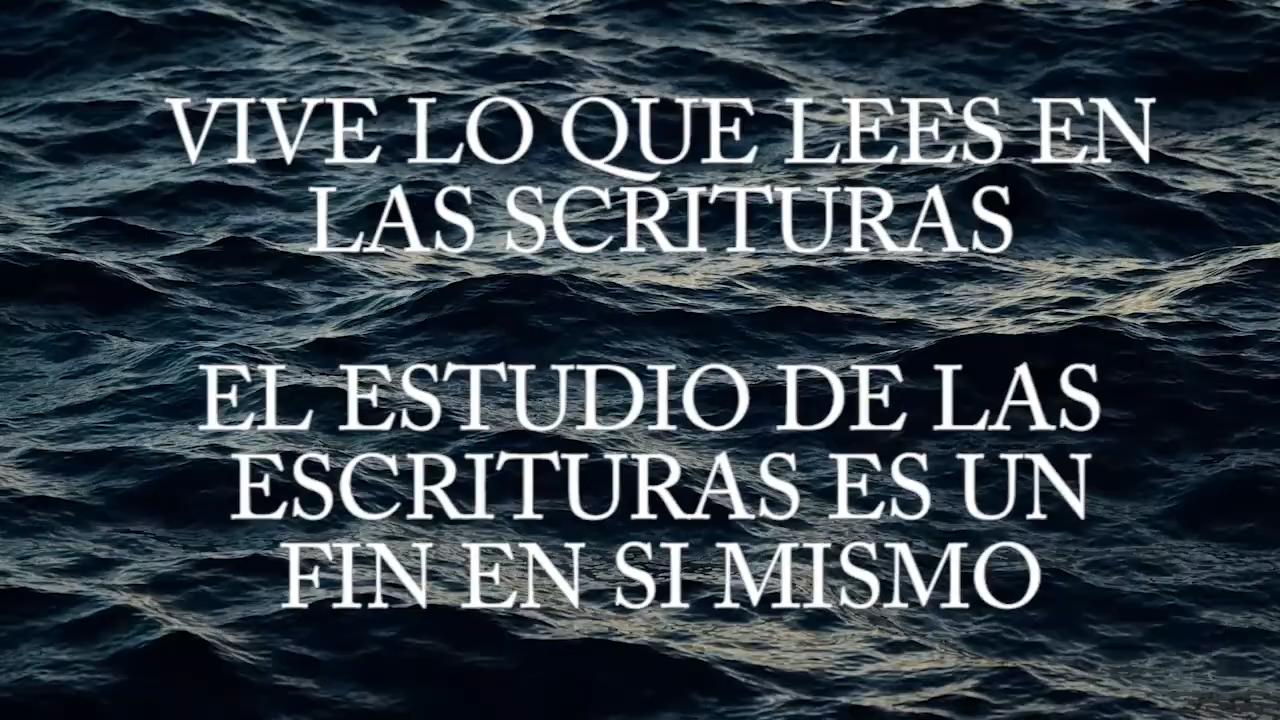 VIVE LO QUE LEES EN
LAS SCRITURAS
EL ESTUDIO DE LAS
ESCRITURAS ES UN
FIN EN SI MISMO